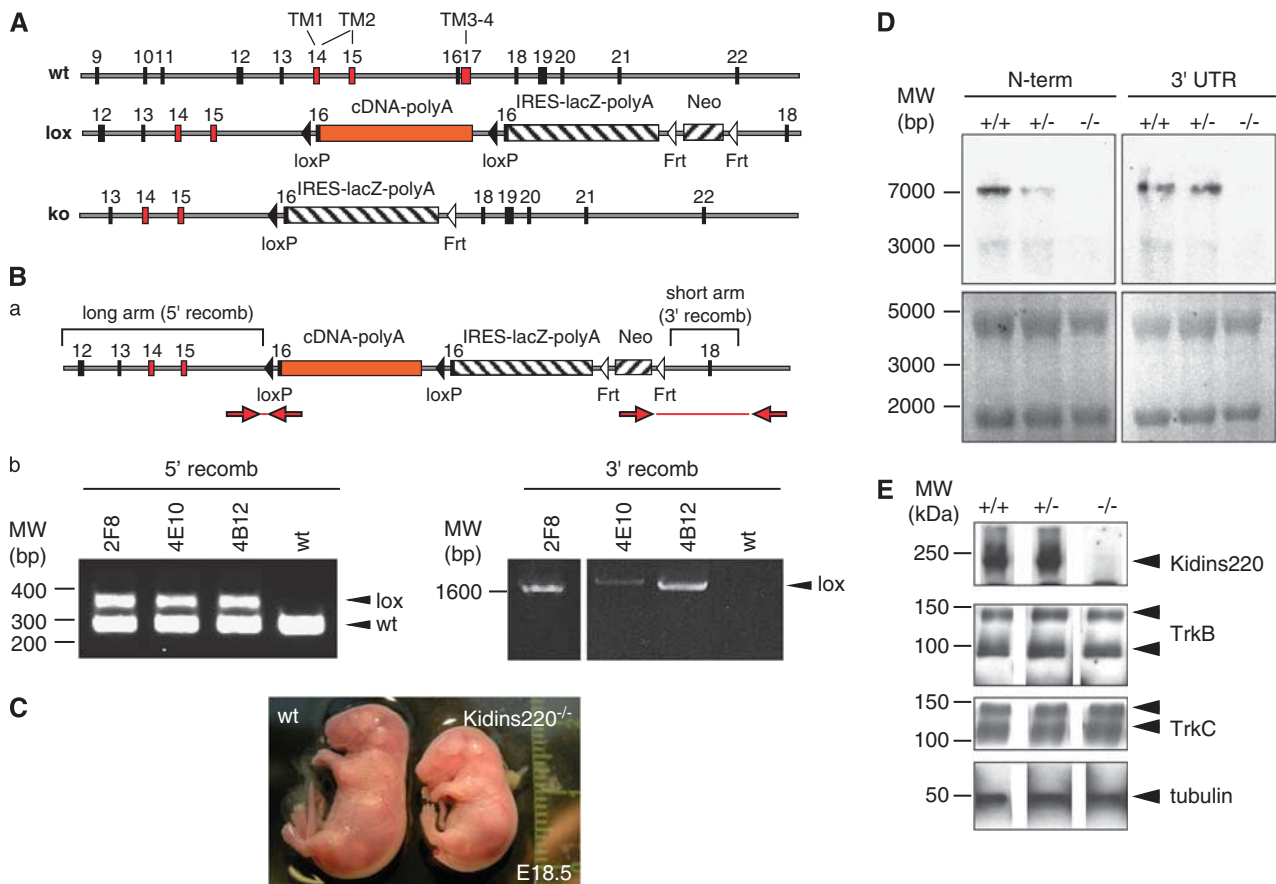 A
TM1 TM2 TM3-4
9 10 11 12 13 14 15 16 17 18 19 20 21 22
wt
cDNA-polyA IRES-lacZ-polyA Neo
12 13 14 15 16 16 18
lox
loxP loxP Frt Frt
IRES-lacZ-polyA
13 14 15 16 18 19 20 21 22
ko
loxP Frt
B
a
long arm (5' recomb)
short arm
(3' recomb)
cDNA-polyA IRES-lacZ-polyA Neo
12 13 14 15 16 16 18
loxP loxP Frt Frt
b
5' recomb
MW
(bp)
2F8 4E10 4B12 wt
400
300
200
lox
wt
3' recomb
MW
(bp)
2F8 4E10 4B12 wt
1600
lox
C
wt Kidins220-/-
E18.5
D
N-term 3' UTR
MW
(bp)
+/+ +/- -/- +/+ +/- -/-
7000
3000
5000
3000
2000
E
MW
(kDa)
+/+ +/- -/-
250 Kidins220
150
TrkB
100
150
TrkC
100
50 tubulin